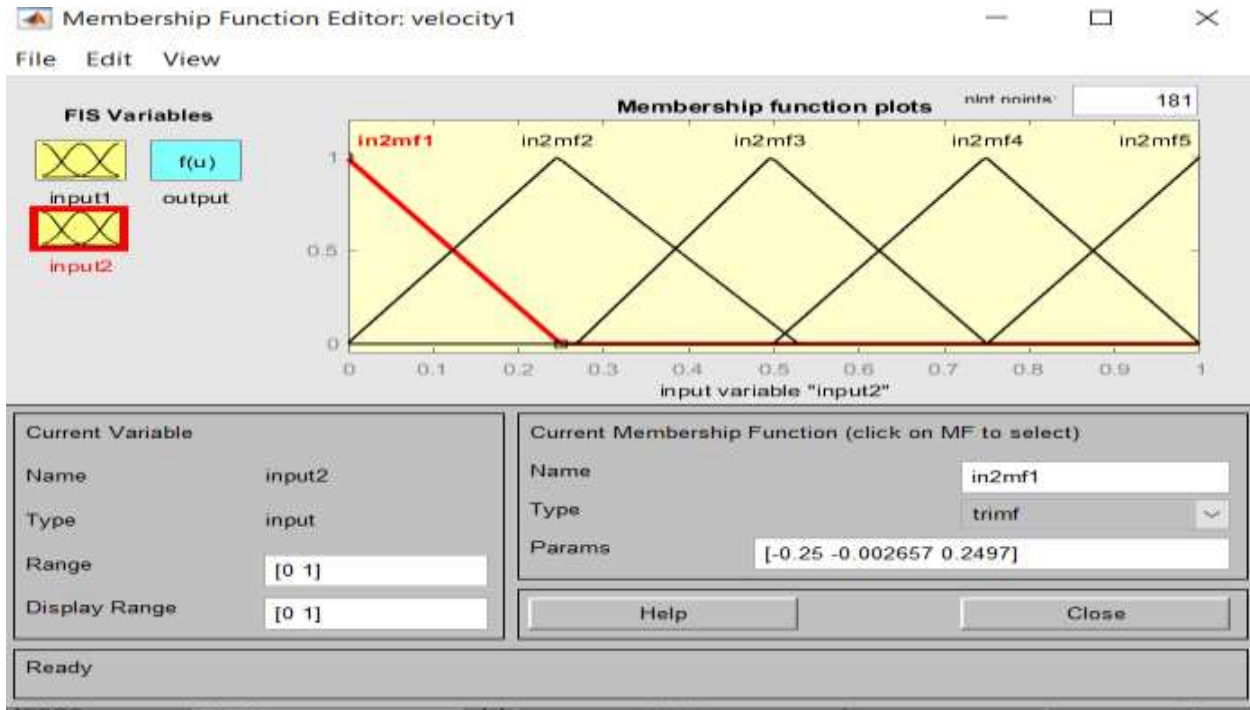 Membership Function Editor: velocity1
File Edit View
FIS Variables
f(u)
input1 output
input2
Membership function plots
plot points: 181
in2mf1 in2mf2 in2mf3 in2mf4 in2mf5
1
0.5
0
0 0.1 0.2 0.3 0.4 0.5 0.6 0.7 0.8 0.9 1
input variable "input2"
Current Variable
Name input2
Type input
Range [0 1]
Display Range [0 1]
Current Membership Function (click on MF to select)
Name in2mf1
Type trimf
Params [-0.25 -0.002657 0.2497]
Help Close
Ready